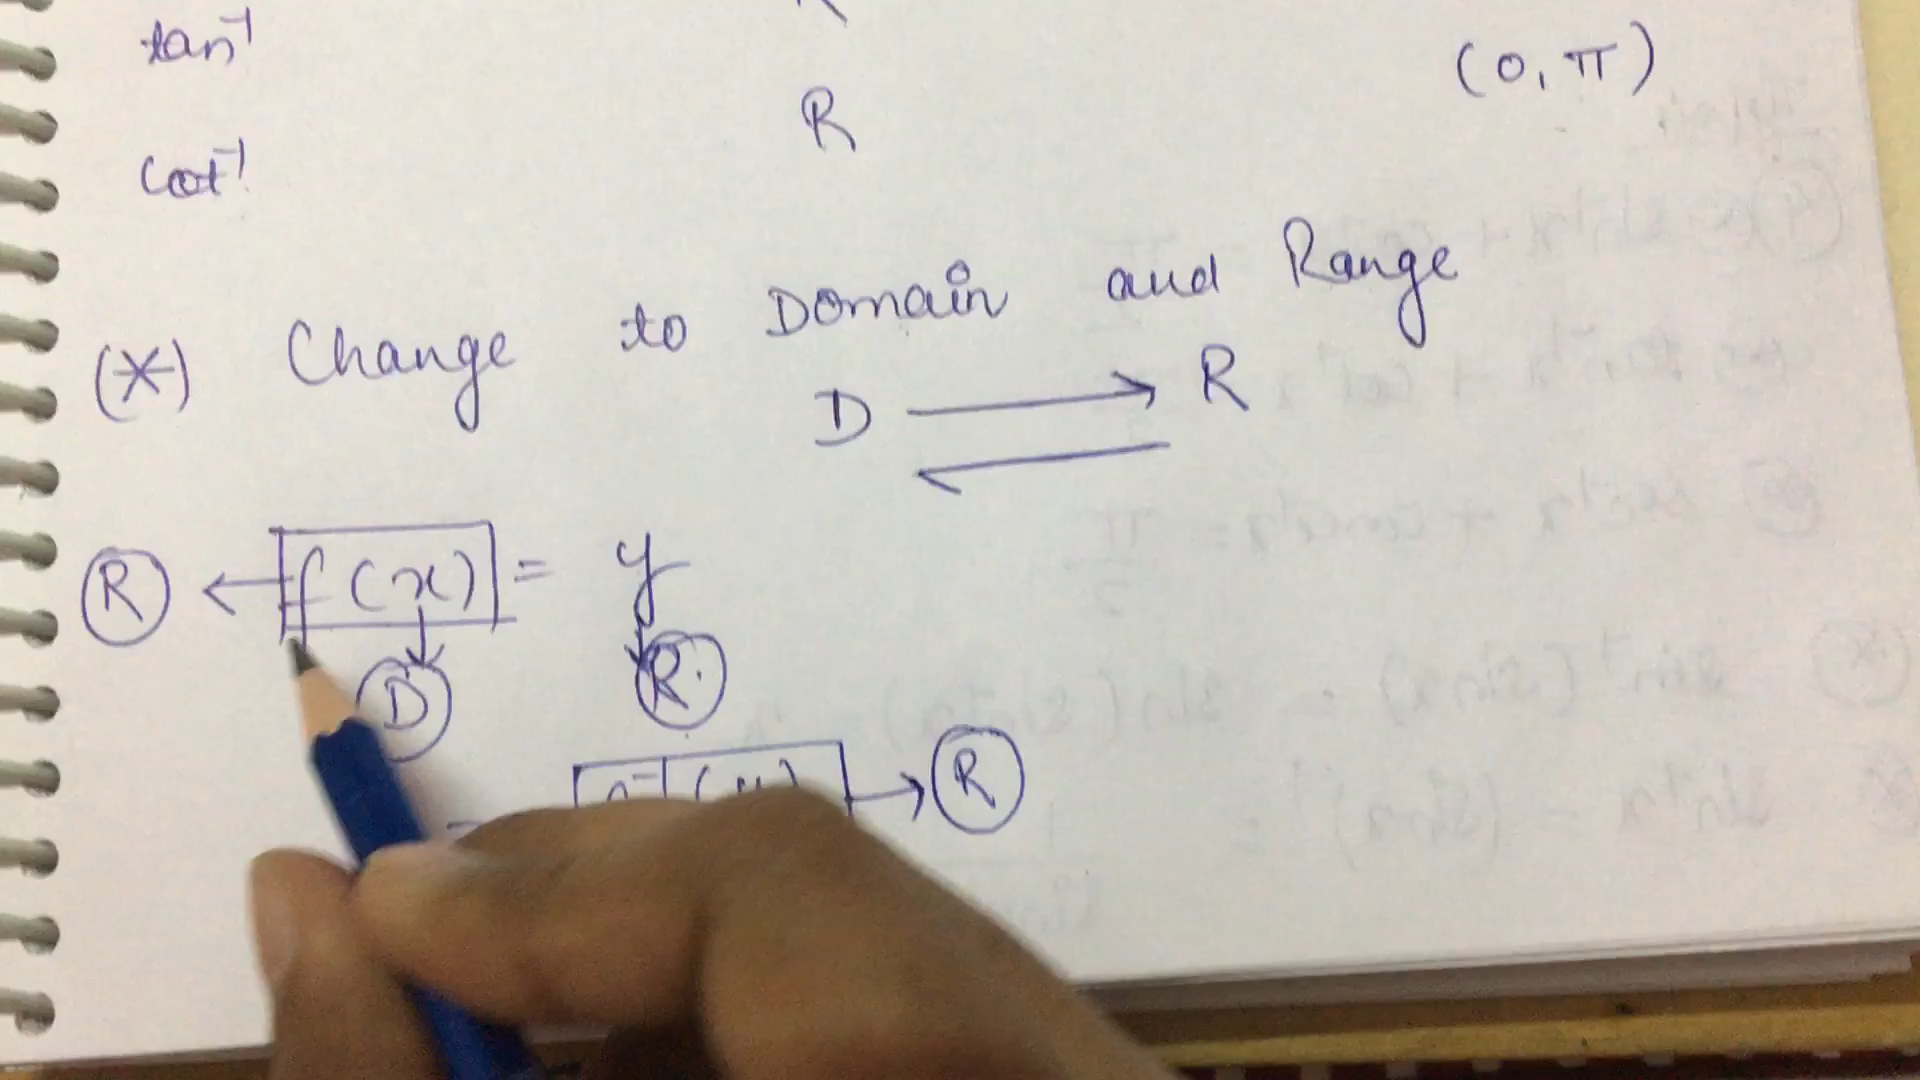 tan⁻¹
(0, π)
R
Cot⁻¹
(*) Change to Domain and Range
D R
R f(x) = y
D R
R